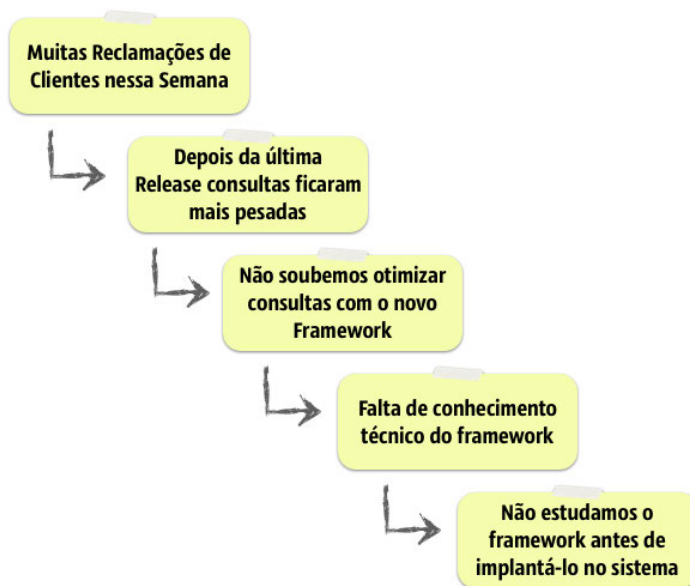 Muitas Reclamações de
Clientes nessa Semana
Depois da última
Release consultas ficaram
mais pesadas
Não soubemos otimizar
consultas com o novo
Framework
Falta de conhecimento
técnico do framework
Não estudamos o
framework antes de
implantá-lo no sistema